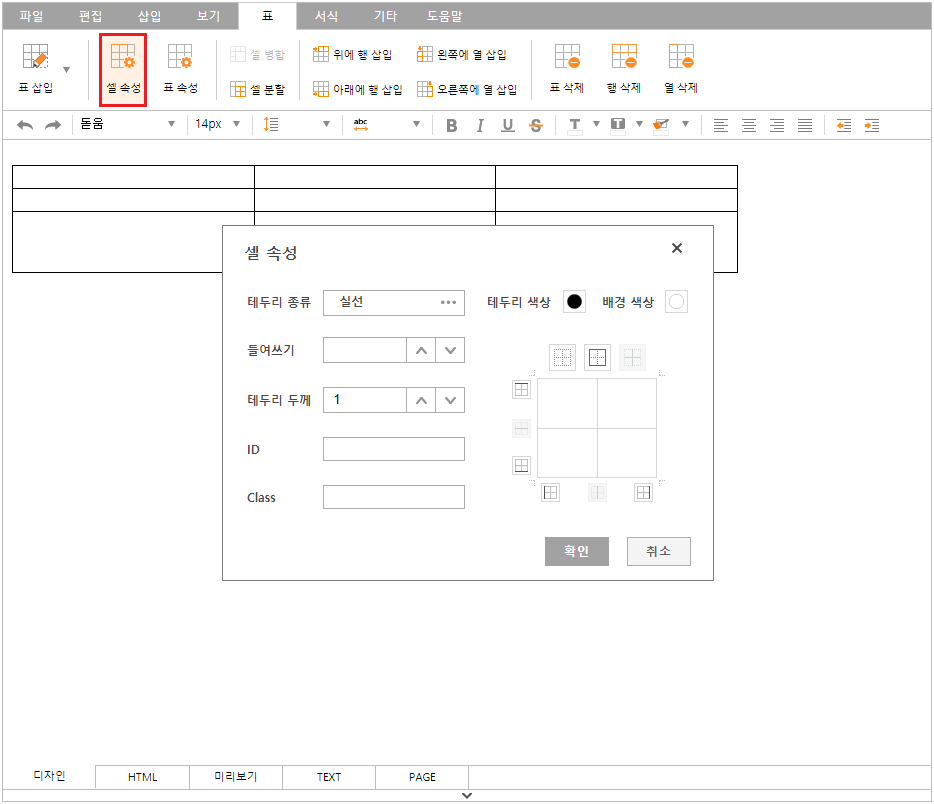 파일 편집 삽입 보기 표 서식 기타 도움말
표 삽입 셀 속성 표 속성 셀 병합 셀 분할 위에 행 삽입 아래에 행 삽입 왼쪽에 열 삽입 오른쪽에 열 삽입 표 삭제 행 삭제 열 삭제
돋움 14px abc B I U S T T
셀 속성
테두리 종류 실선 테두리 색상 배경 색상
들여쓰기
테두리 두께 1
ID
Class
확인 취소
디자인 HTML 미리보기 TEXT PAGE